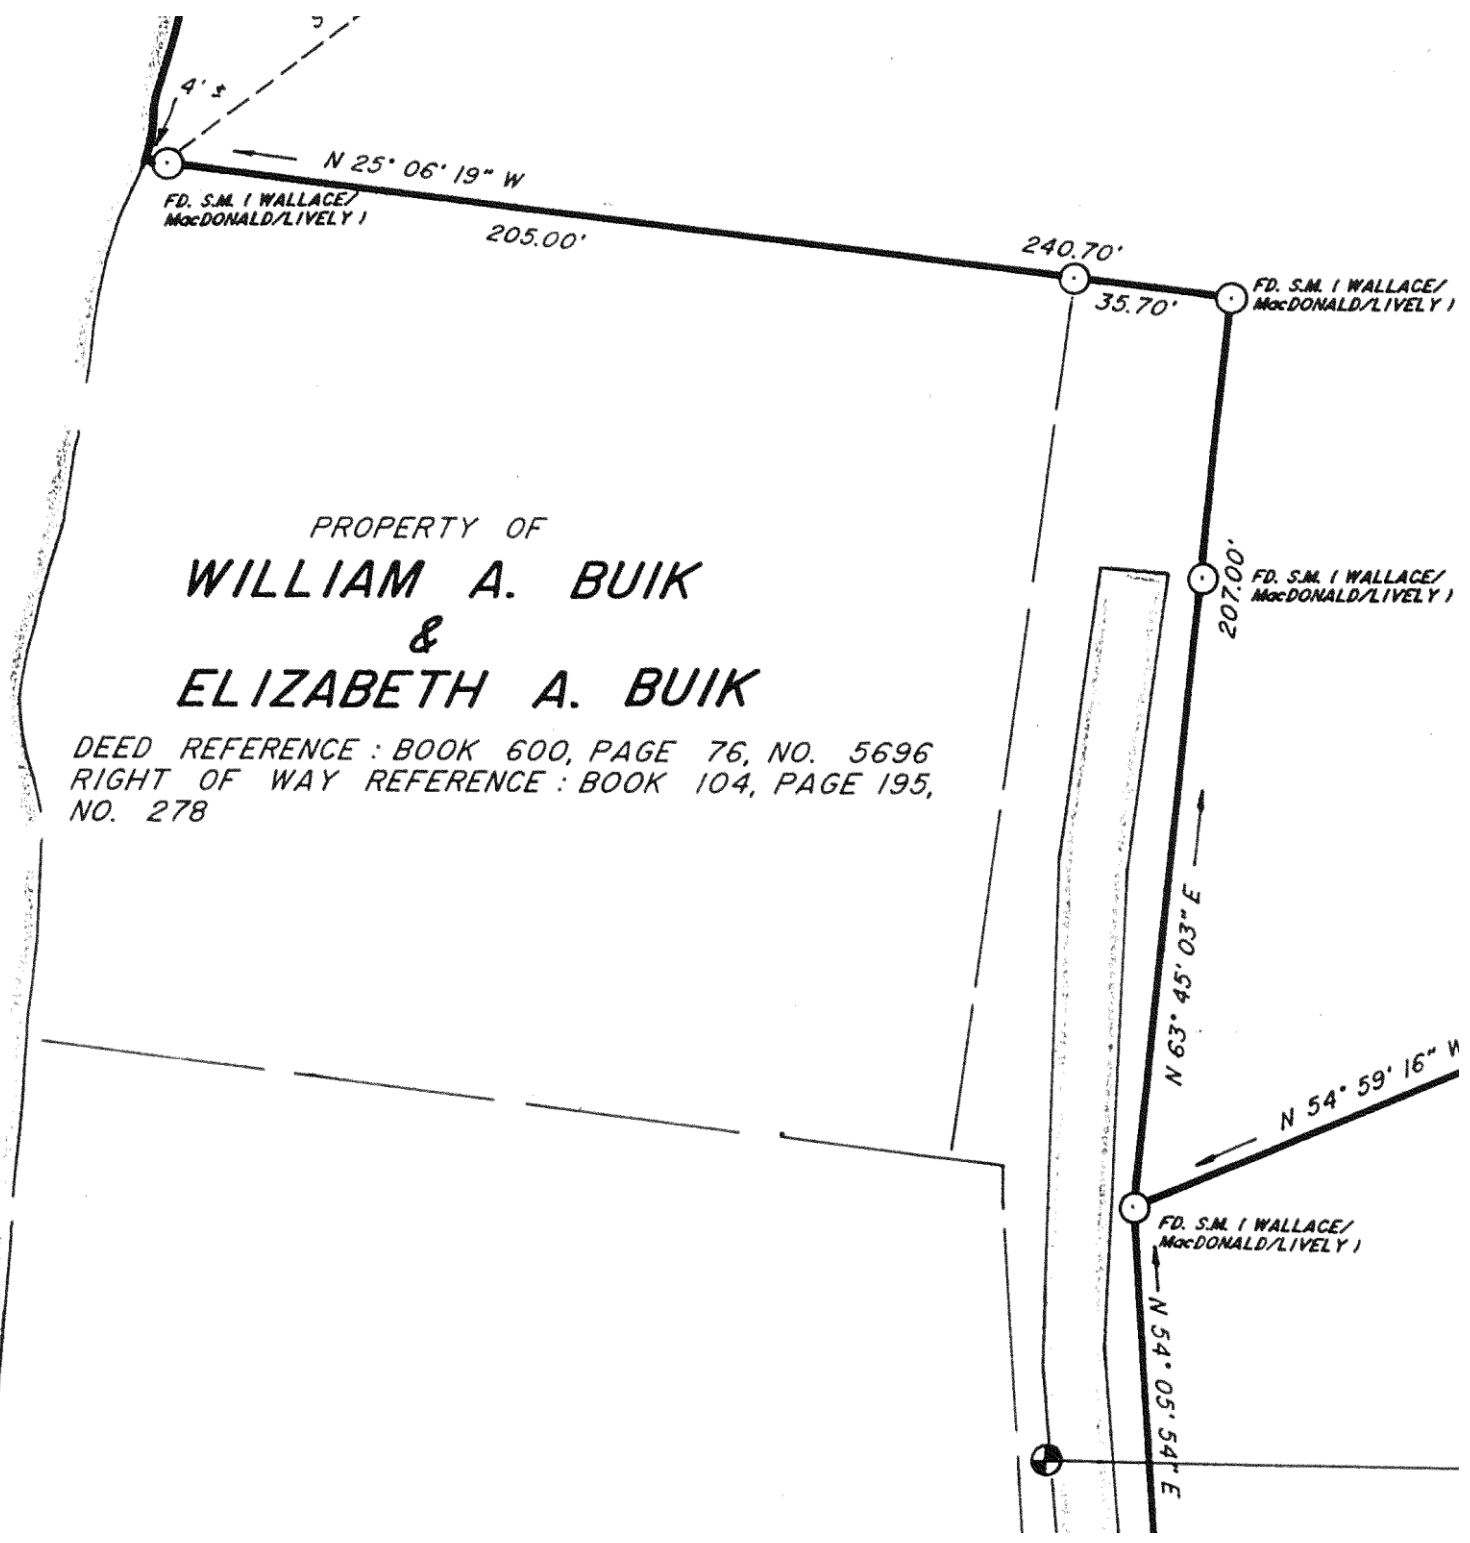 4' ±
N 25° 06' 19" W
FD. S.M. ( WALLACE/
MacDONALD/LIVELY )
205.00'
240.70'
35.70'
FD. S.M. ( WALLACE/
MacDONALD/LIVELY )
PROPERTY OF
WILLIAM A. BUIK
&
ELIZABETH A. BUIK
DEED REFERENCE : BOOK 600, PAGE 76, NO. 5696
RIGHT OF WAY REFERENCE : BOOK 104, PAGE 195,
NO. 278
207.00'
FD. S.M. ( WALLACE/
MacDONALD/LIVELY )
N 63° 45' 03" E
N 54° 59' 16" W
FD. S.M. ( WALLACE/
MacDONALD/LIVELY )
N 54° 05' 54" E